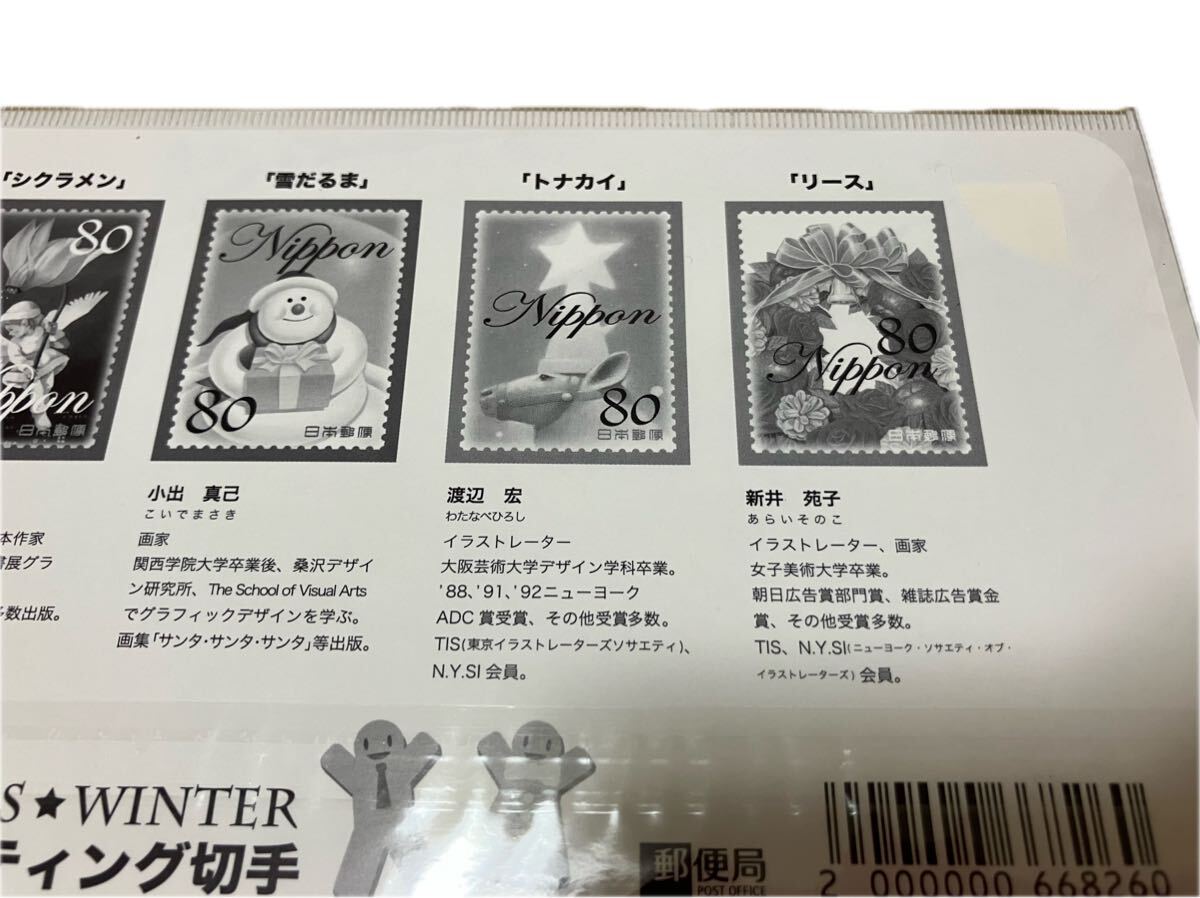 「シクラメン」
80
Nippon
日本郵便
本作家
書展グラ
多数出版。
「雪だるま」
Nippon
80
日本郵便
小出 真己
こいでまさき
画家
関西学院大学卒業後、桑沢デザイ
ン研究所、The School of Visual Arts
でグラフィックデザインを学ぶ。
画集「サンタ・サンタ・サンタ」等出版。
「トナカイ」
Nippon
80
日本郵便
渡辺 宏
わたなべひろし
イラストレーター
大阪芸術大学デザイン学科卒業。
'88、'91、'92ニューヨーク
ADC賞受賞、その他受賞多数。
TIS(東京イラストレーターズソサエティ)、
N.Y.SI会員。
「リース」
80
Nippon
日本郵便
新井 苑子
あらいそのこ
イラストレーター、画家
女子美術大学卒業。
朝日広告賞部門賞、雑誌広告賞金
賞、その他受賞多数。
TIS、N.Y.SI(ニューヨーク・ソサエティ・オブ・
イラストレーターズ)会員。
S★WINTER
ティング切手
郵便局
POST OFFICE
2 000000 668260